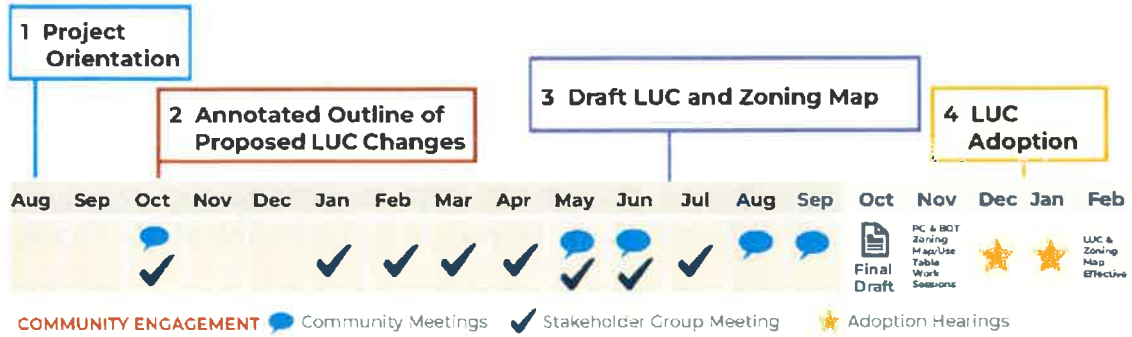 1 Project
Orientation
2 Annotated Outline of
Proposed LUC Changes
3 Draft LUC and Zoning Map
4 LUC
Adoption
Aug Sep Oct Nov Dec Jan Feb Mar Apr May Jun Jul Aug Sep Oct Nov Dec Jan Feb
Final
Draft
PC & BOT
Zoning
Map/Use
Table
Work
Sessions
LUC &
Zoning
Map
Effective
COMMUNITY ENGAGEMENT Community Meetings Stakeholder Group Meeting Adoption Hearings